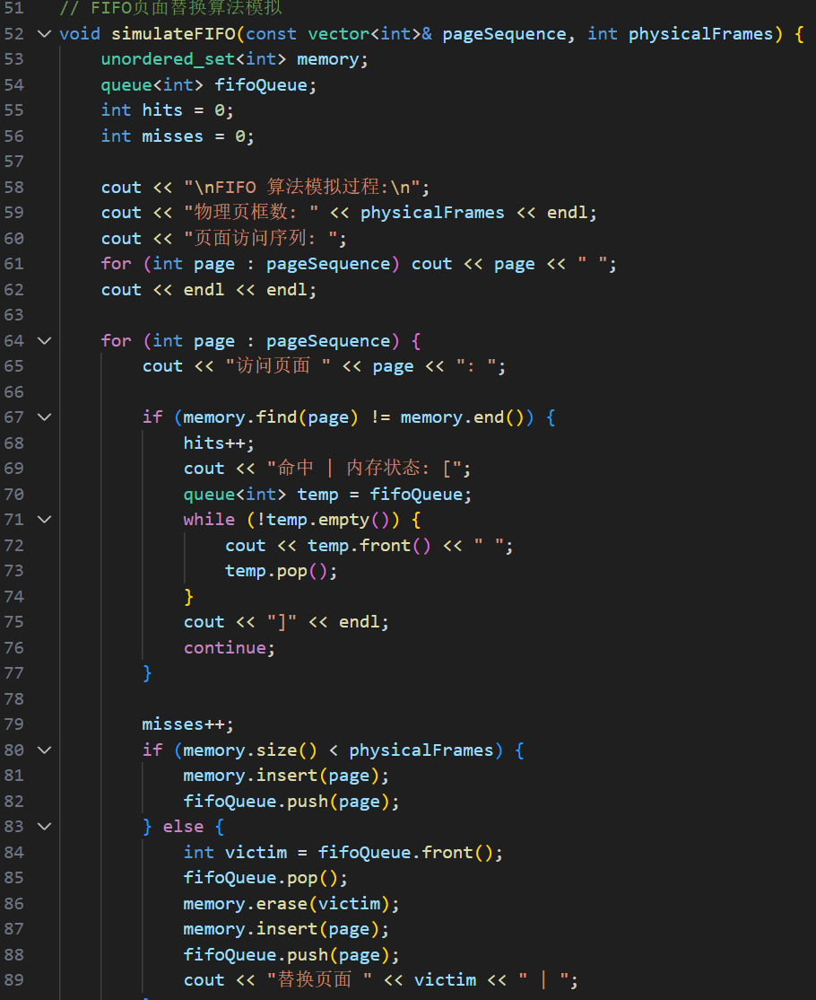 51 // FIFO页面替换算法模拟
52 void simulateFIFO(const vector<int>& pageSequence, int physicalFrames) {
53 unordered_set<int> memory;
54 queue<int> fifoQueue;
55 int hits = 0;
56 int misses = 0;
57
58 cout << "\nFIFO 算法模拟过程:\n";
59 cout << "物理页框数: " << physicalFrames << endl;
60 cout << "页面访问序列: ";
61 for (int page : pageSequence) cout << page << " ";
62 cout << endl << endl;
63
64 for (int page : pageSequence) {
65 cout << "访问页面 " << page << ": ";
66
67 if (memory.find(page) != memory.end()) {
68 hits++;
69 cout << "命中 | 内存状态: [";
70 queue<int> temp = fifoQueue;
71 while (!temp.empty()) {
72 cout << temp.front() << " ";
73 temp.pop();
74 }
75 cout << "]" << endl;
76 continue;
77 }
78
79 misses++;
80 if (memory.size() < physicalFrames) {
81 memory.insert(page);
82 fifoQueue.push(page);
83 } else {
84 int victim = fifoQueue.front();
85 fifoQueue.pop();
86 memory.erase(victim);
87 memory.insert(page);
88 fifoQueue.push(page);
89 cout << "替换页面 " << victim << " | ";